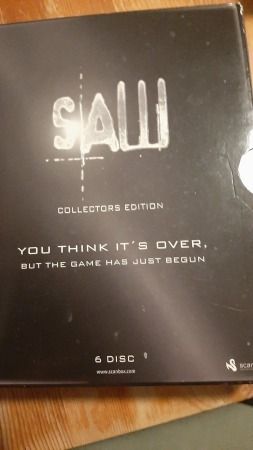 SAW
COLLECTORS EDITION
YOU THINK IT'S OVER,
BUT THE GAME HAS JUST BEGUN
6 DISC
www.scanbox.com